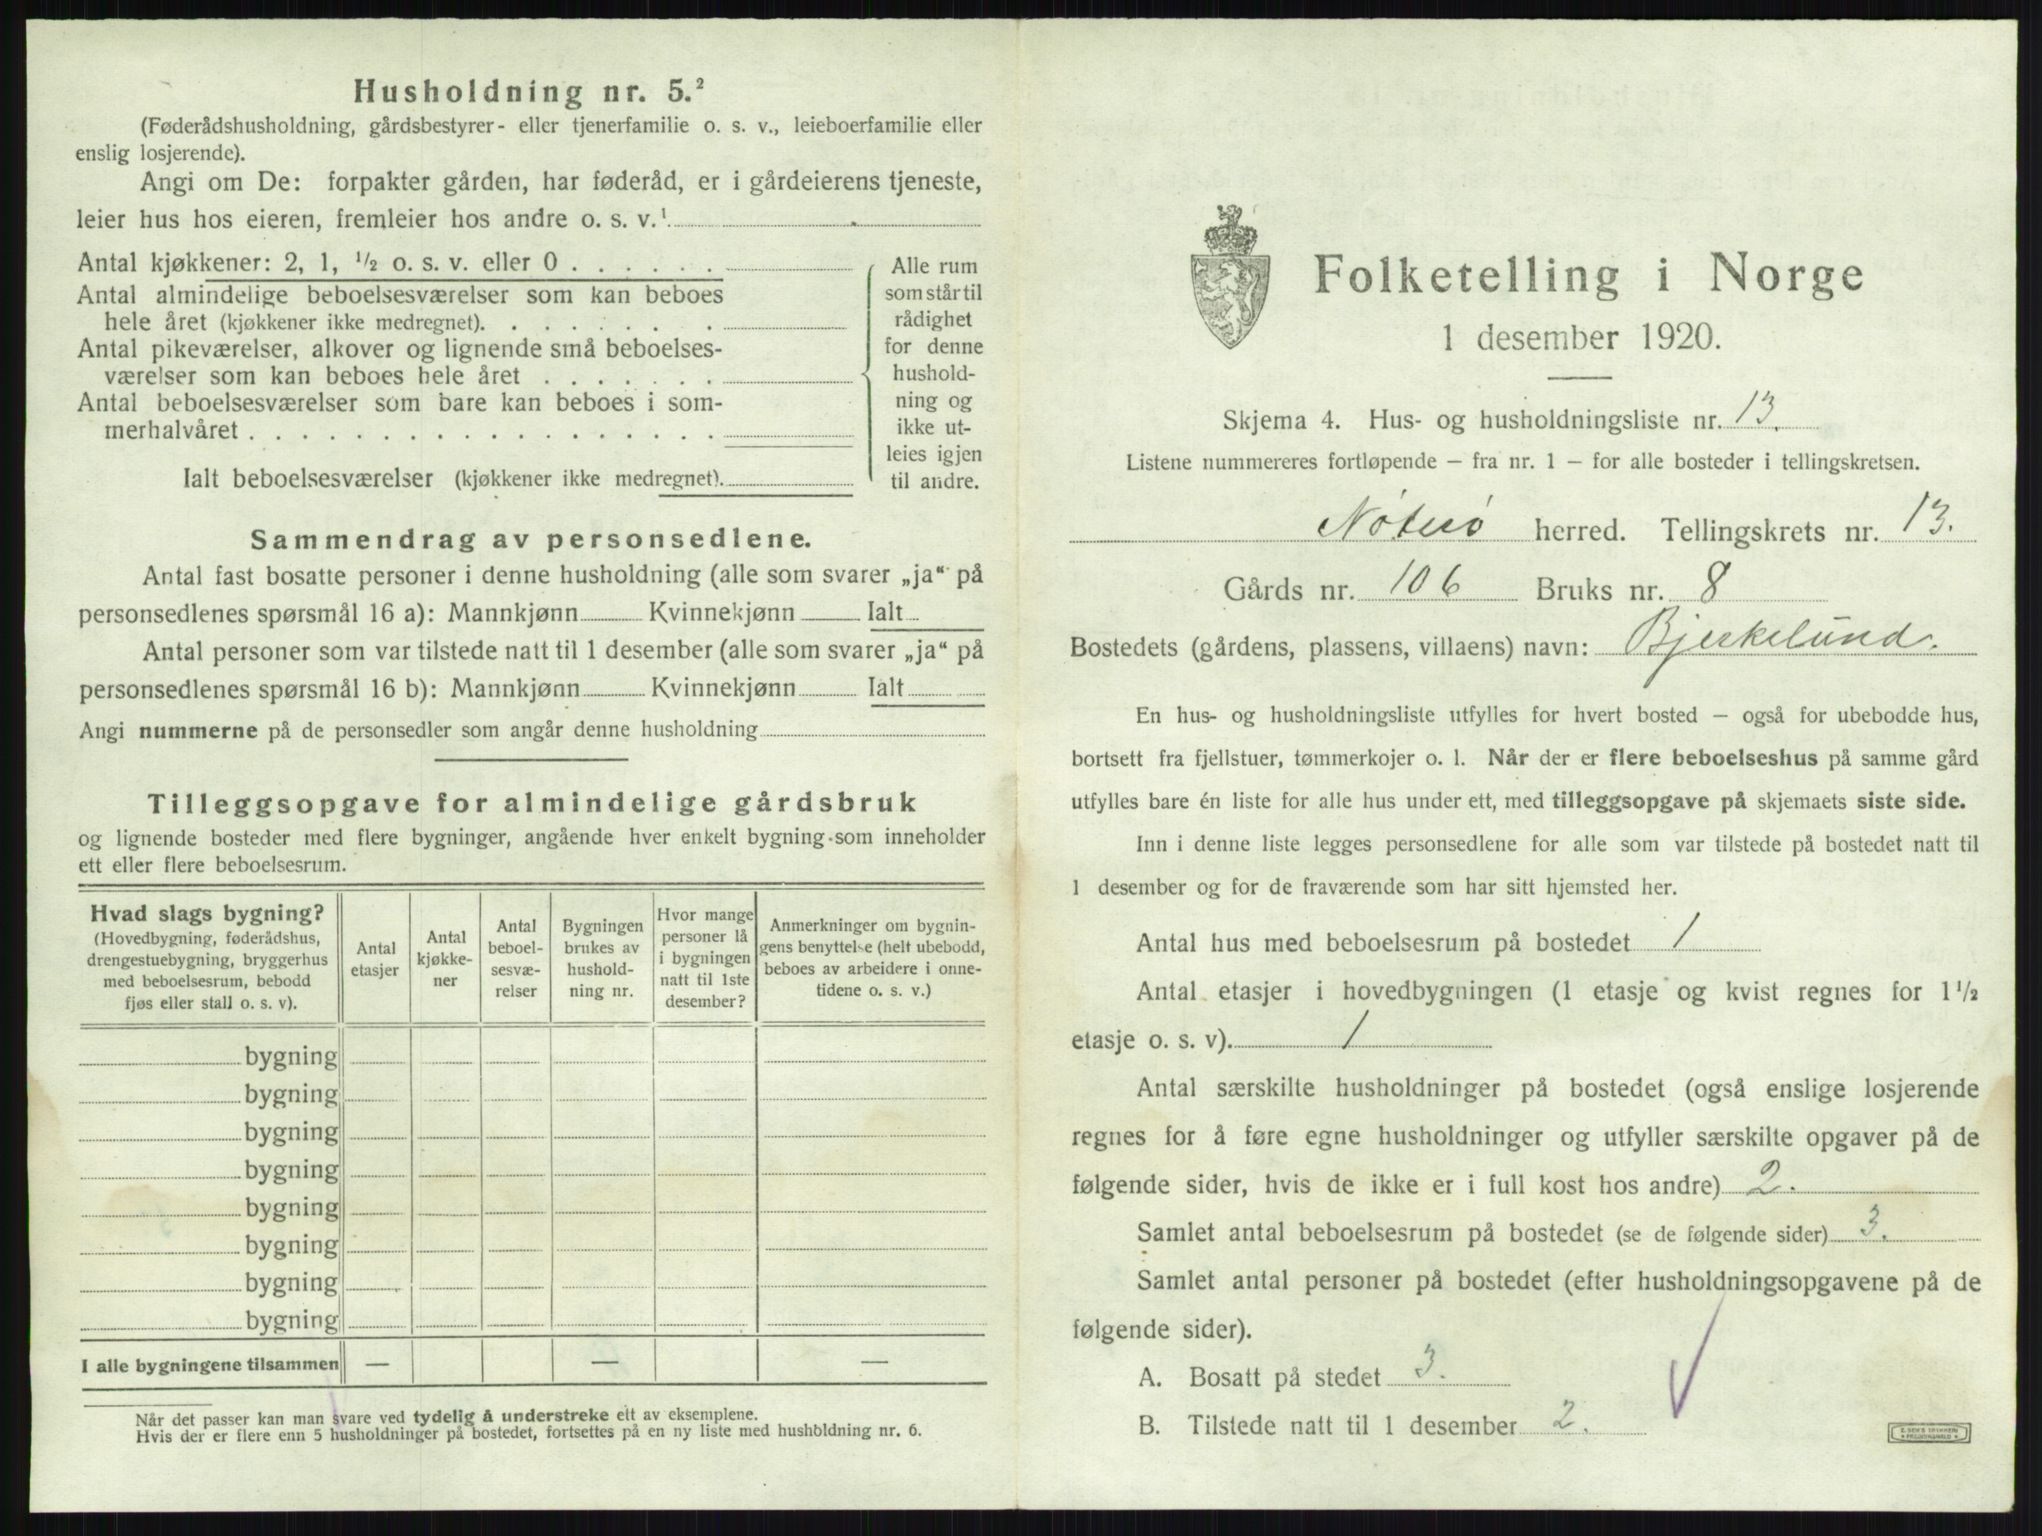 Husholdning nr. 5.²
(Føderådshusholdning, gårdsbestyrer- eller tjenerfamilie o. s. v., leieboerfamilie eller
enslig losjerende).
Angi om De: forpakter gården, har føderåd, er i gårdeierens tjeneste,
leier hus hos eieren, fremleier hos andre o. s. v.¹
Antal kjøkkener: 2, 1, ½ o. s. v. eller 0 . . . . . .
Antal almindelige beboelsesværelser som kan beboes
hele året (kjøkkener ikke medregnet). . . . . . . .
Antal pikeværelser, alkover og lignende små beboelses-
værelser som kan beboes hele året . . . . . . .
Antal beboelsesværelser som bare kan beboes i som-
merhalvåret . . . . . . . . . . . . . . . . . .
Ialt beboelsesværelser (kjøkkener ikke medregnet).
Alle rum
som står til
rådighet
for denne
hushold-
ning og
ikke ut-
leies igjen
til andre.
Sammendrag av personsedlene.
Antal fast bosatte personer i denne husholdning (alle som svarer „ja“ på
personsedlenes spørsmål 16 a): Mannkjønn Kvinnekjønn Ialt
Antal personer som var tilstede natt til 1 desember (alle som svarer „ja“ på
personsedlenes spørsmål 16 b): Mannkjønn Kvinnekjønn Ialt
Angi nummerne på de personsedler som angår denne husholdning
Tilleggsopgave for almindelige gårdsbruk
og lignende bosteder med flere bygninger, angående hver enkelt bygning som inneholder
ett eller flere beboelsesrum.
Hvad slags bygning?
(Hovedbygning, føderådshus,
drengestuebygning, bryggerhus
med beboelsesrum, bebodd
fjøs eller stall o. s. v).
Antal
etasjer
Antal
kjøkke-
ner
Antal
beboel-
sesvæ-
relser
Bygningen
brukes av
hushold-
ning nr.
Hvor mange
personer lå
i bygningen
natt til 1ste
desember?
Anmerkninger om bygnin-
gens benyttelse (helt ubebodd,
beboes av arbeidere i onne-
tidene o. s. v.)
bygning
bygning
bygning
bygning
bygning
bygning
bygning
bygning
I alle bygningene tilsammen — — —
Når det passer kan man svare ved tydelig å understreke ett av eksemplene.
Hvis der er flere enn 5 husholdninger på bostedet, fortsettes på en ny liste med hushbldning nr. 6.
Folketelling i Norge
1 desember 1920.
Skjema 4. Hus- og husholdningsliste nr. 13.
Listene nummereres fortløpende — fra nr. 1 — for alle bosteder i tellingskretsen.
Nøterø herred. Tellingskrets nr. 13.
Gårds nr. 106 Bruks nr. 8
Bostedets (gårdens, plassens, villaens) navn: Bjerkelund.
En hus- og husholdningsliste utfylles for hvert bosted — også for ubebodde hus,
bortsett fra fjellstuer, tømmerkojer o. l. Når der er flere beboelseshus på samme gård
utfylles bare én liste for alle hus under ett, med tilleggsopgave på skjemaets siste side.
Inn i denne liste legges personsedlene for alle som var tilstede på bostedet natt til
1 desember og for de fraværende som har sitt hjemsted her.
Antal hus med beboelsesrum på bostedet 1
Antal etasjer i hovedbygningen (1 etasje og kvist regnes for 1½
etasje o. s. v). 1
Antal særskilte husholdninger på bostedet (også enslige losjerende
regnes for å føre egne husholdninger og utfyller særskilte opgaver på de
følgende sider, hvis de ikke er i full kost hos andre) 2.
Samlet antal beboelsesrum på bostedet (se de følgende sider) 3.
Samlet antal personer på bostedet (efter husholdningsopgavene på de
følgende sider).
A. Bosatt på stedet 3.
B. Tilstede natt til 1 desember 2.